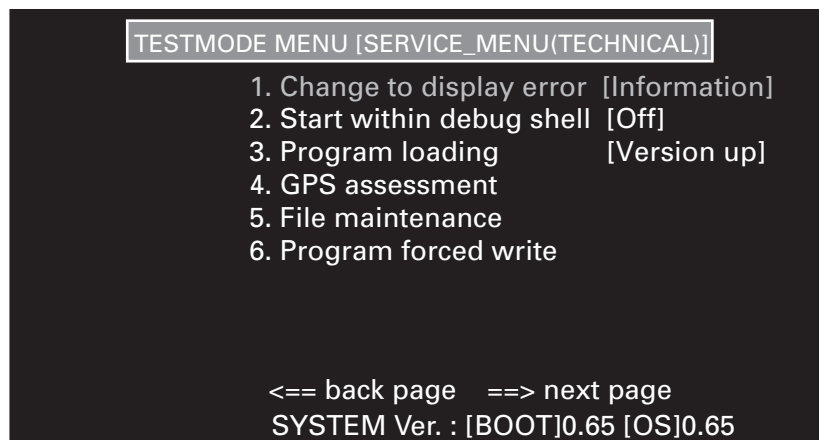 TESTMODE MENU [SERVICE_MENU(TECHNICAL)]
1. Change to display error [Information]
2. Start within debug shell [Off]
3. Program loading [Version up]
4. GPS assessment
5. File maintenance
6. Program forced write
<== back page ==> next page
SYSTEM Ver. : [BOOT]0.65 [OS]0.65